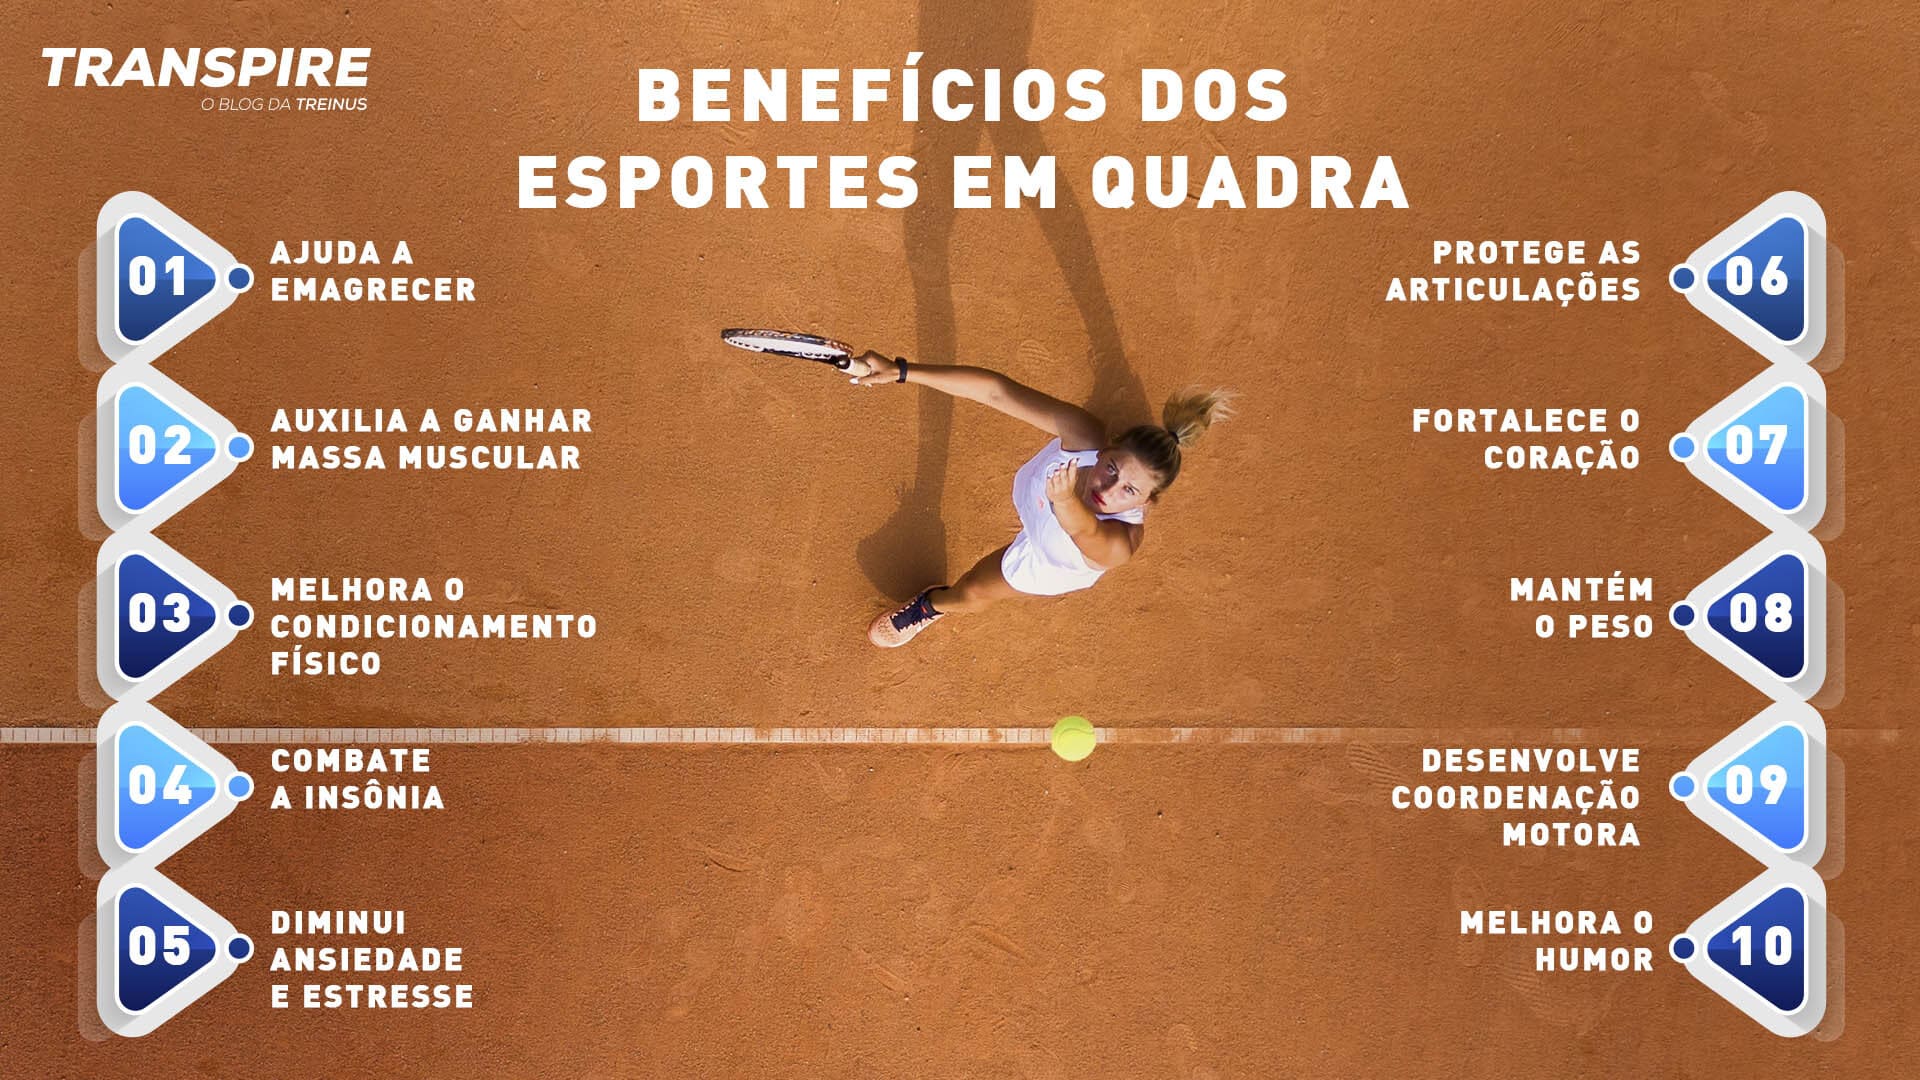 TRANSPIRE
O BLOG DA TREINUS
BENEFÍCIOS DOS
ESPORTES EM QUADRA
01
AJUDA A
EMAGRECER
02
AUXILIA A GANHAR
MASSA MUSCULAR
03
MELHORA O
CONDICIONAMENTO
FÍSICO
04
COMBATE
A INSÔNIA
05
DIMINUI
ANSIEDADE
E ESTRESSE
PROTEGE AS
ARTICULAÇÕES
06
FORTALECE O
CORAÇÃO
07
MANTÉM
O PESO
08
DESENVOLVE
COORDENAÇÃO
MOTORA
09
MELHORA O
HUMOR
10